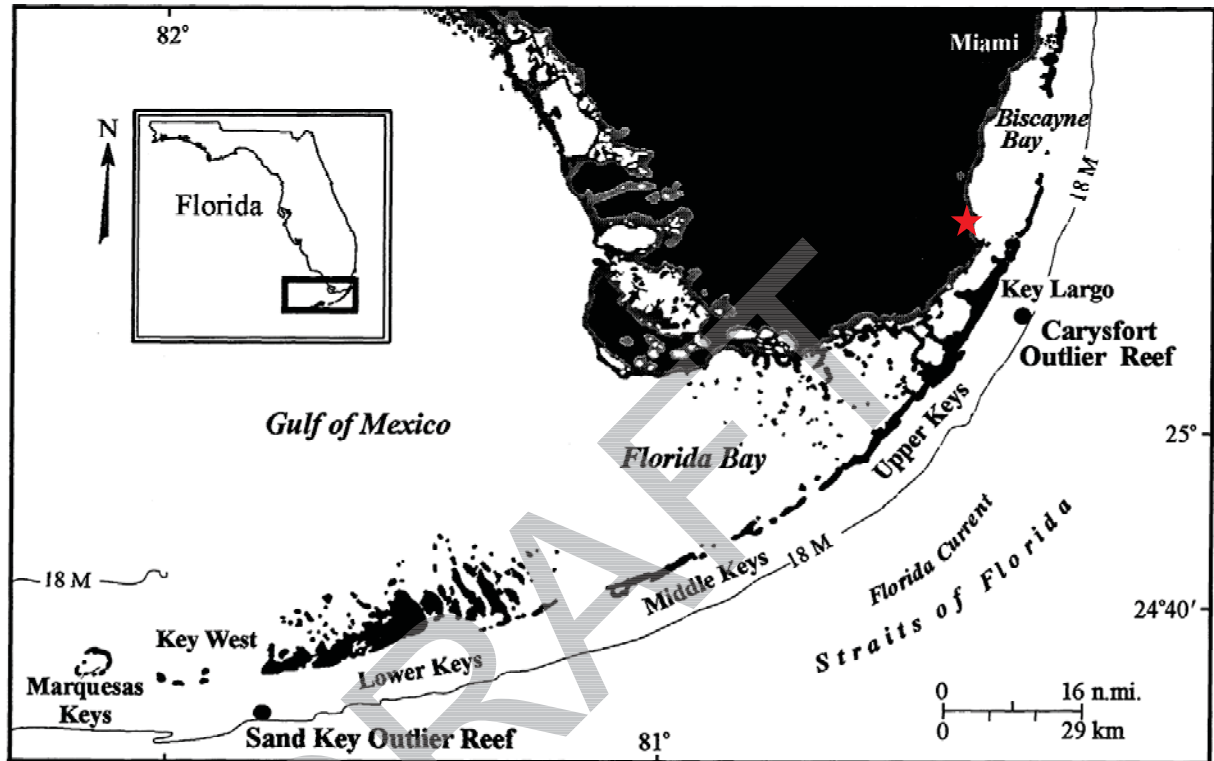 82°
Miami
Biscayne
Bay
18 M
N
Florida
Key Largo
Carysfort
Outlier Reef
Gulf of Mexico
Florida Bay
Upper Keys
25°
18 M
Middle Keys
18 M
Florida Current
Straits of Florida
24°40'
Key West
Lower Keys
Marquesas
Keys
Sand Key Outlier Reef
81°
0 16 n.mi.
0 29 km
DRAFT